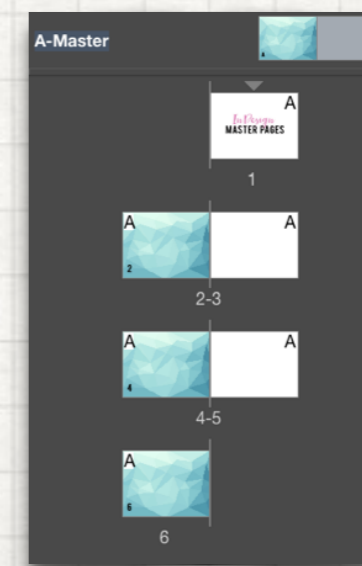 A-Master
A
A
InDesign
MASTER PAGES
1
A A
2
2-3
A A
4
4-5
A
6
6